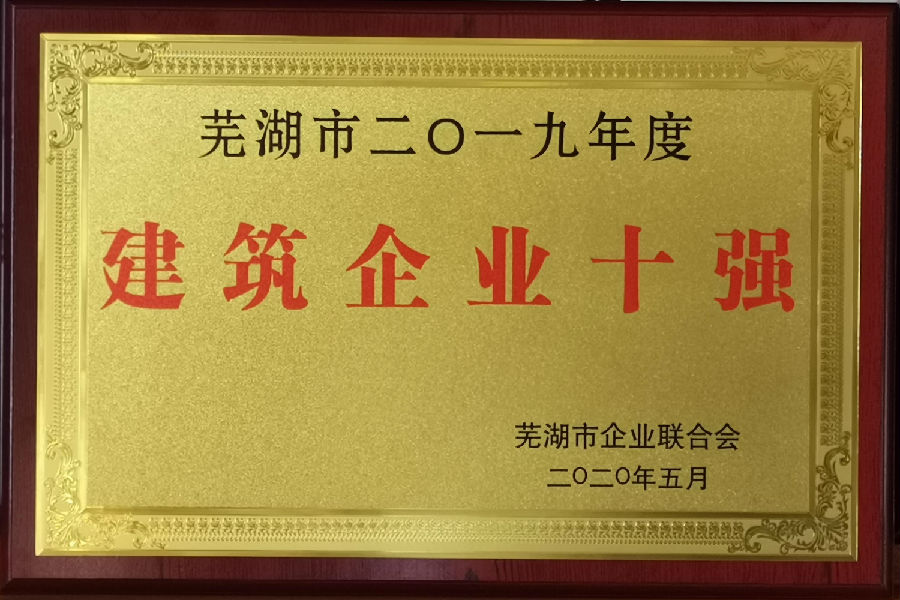 芜湖市二〇一九年度
建筑企业十强
芜湖市企业联合会
二〇二〇年五月